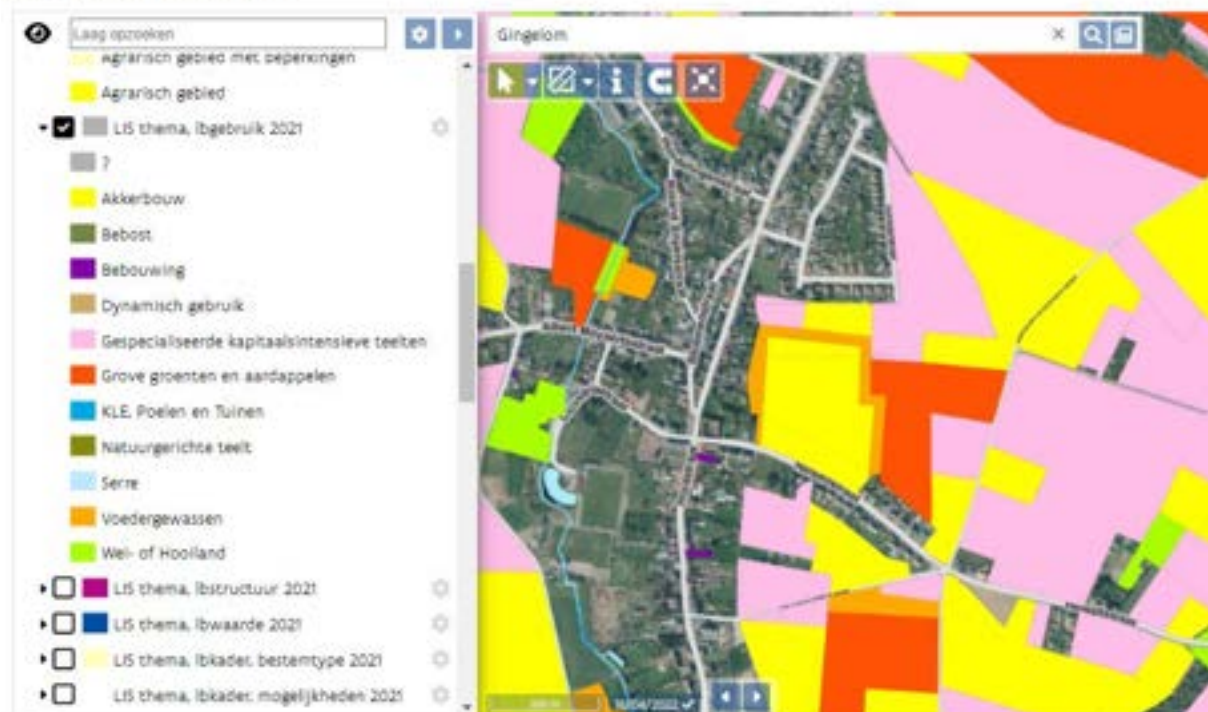 Laag opzoeken
Agrarisch gebied met beperkingen
Agrarisch gebied
LIS thema, lbgebruik 2021
?
Akkerbouw
Bebost
Bebouwing
Dynamisch gebruik
Gespecialiseerde kapitaalsintensieve teelten
Grove groenten en aardappelen
KLE, Poelen en Tuinen
Natuurgerichte teelt
Serre
Voedergewassen
Wei- of Hooiland
LIS thema, lbstructuur 2021
LIS thema, lbwaarde 2021
LIS thema, lbkader, bestemtype 2021
LIS thema, lbkader, mogelijkheden 2021
Gingelom